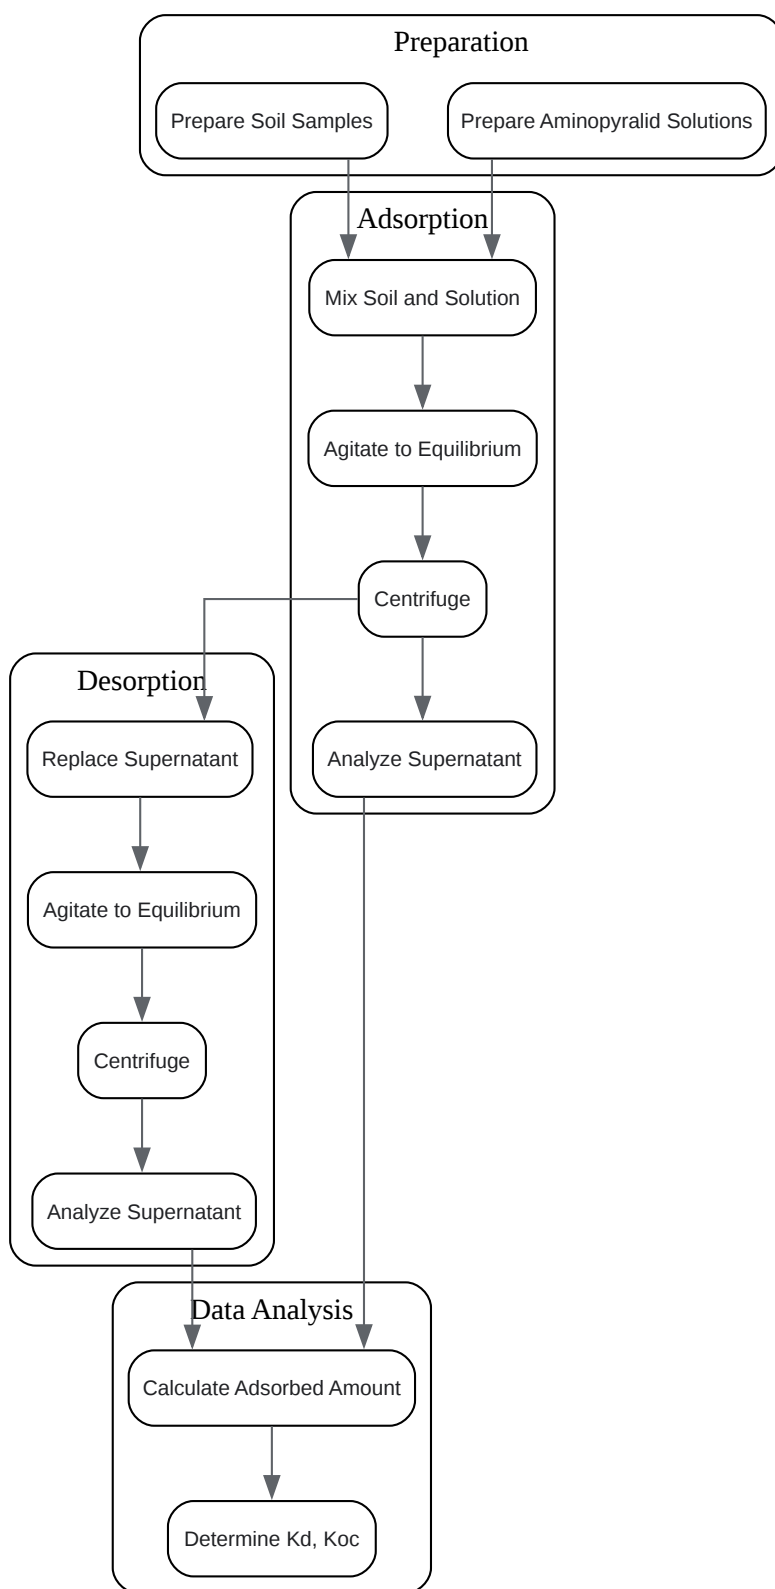 Preparation
Prepare Soil Samples
Prepare Aminopyralid Solutions
Adsorption
Mix Soil and Solution
Agitate to Equilibrium
Centrifuge
Analyze Supernatant
Desorption
Replace Supernatant
Agitate to Equilibrium
Centrifuge
Analyze Supernatant
Data Analysis
Calculate Adsorbed Amount
Determine Kd, Koc